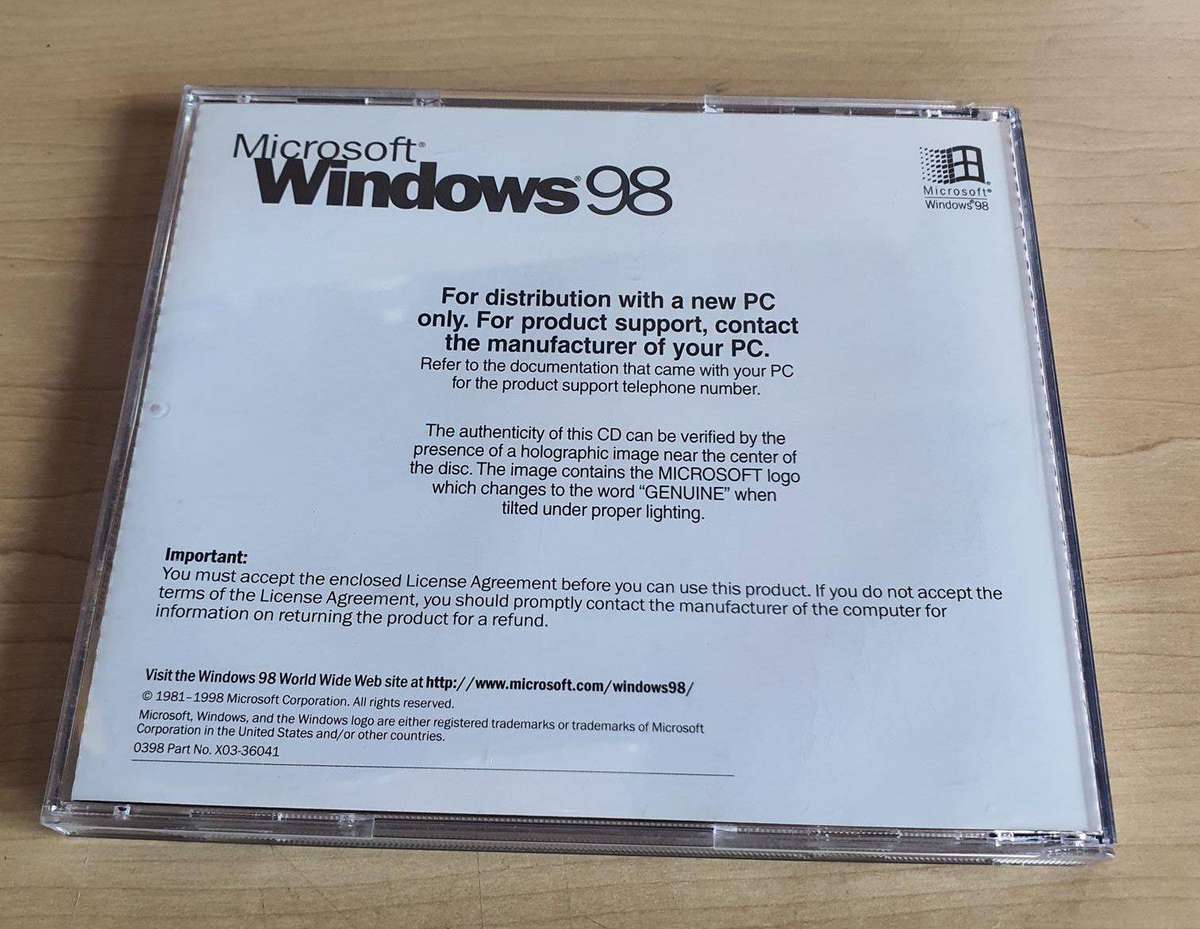 Microsoft®
Windows® 98
Microsoft®
Windows®98
For distribution with a new PC
only. For product support, contact
the manufacturer of your PC.
Refer to the documentation that came with your PC
for the product support telephone number.
The authenticity of this CD can be verified by the
presence of a holographic image near the center of
the disc. The image contains the MICROSOFT logo
which changes to the word “GENUINE” when
tilted under proper lighting.
Important:
You must accept the enclosed License Agreement before you can use this product. If you do not accept the
terms of the License Agreement, you should promptly contact the manufacturer of the computer for
information on returning the product for a refund.
Visit the Windows 98 World Wide Web site at http://www.microsoft.com/windows98/
© 1981–1998 Microsoft Corporation. All rights reserved.
Microsoft, Windows, and the Windows logo are either registered trademarks or trademarks of Microsoft
Corporation in the United States and/or other countries.
0398 Part No. X03-36041